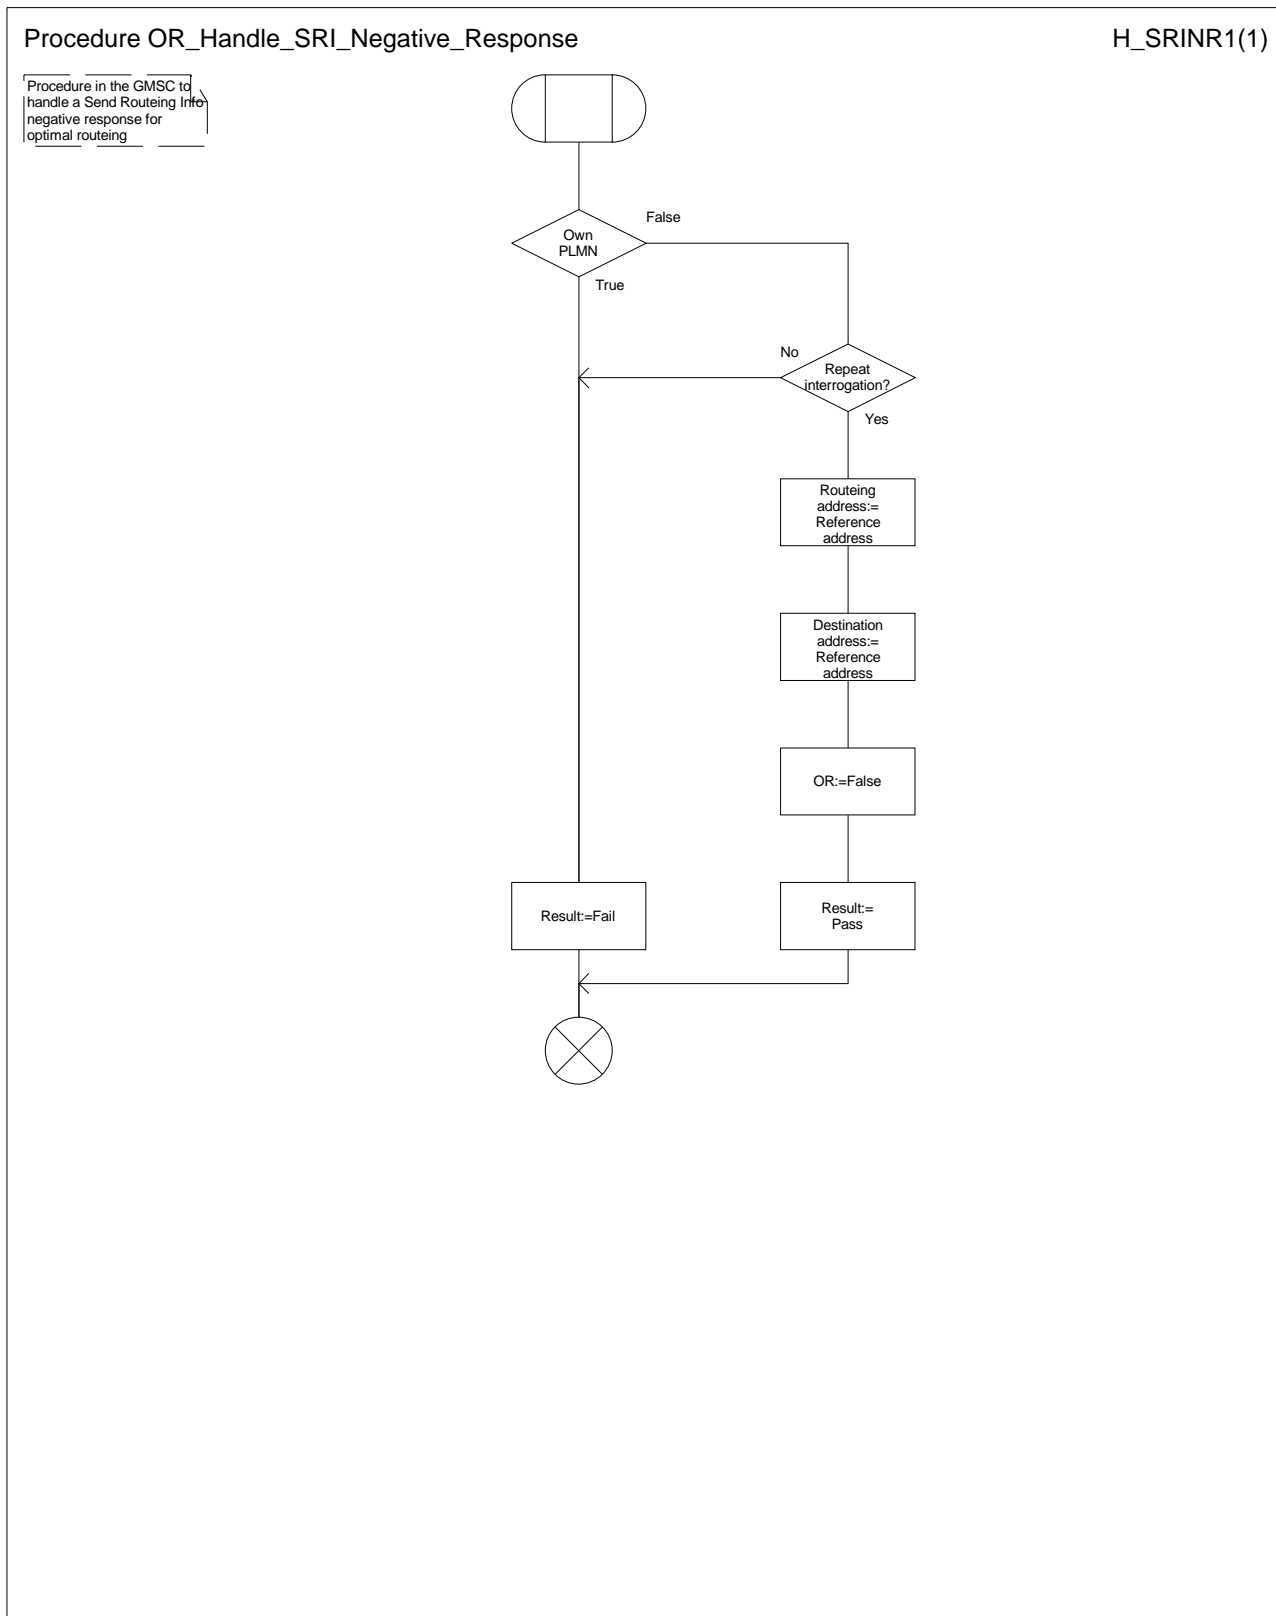 Procedure OR_Handle_SRI_Negative_Response
H_SRINR1(1)
Procedure in the GMSC to
handle a Send Routeing Info
negative response for
optimal routeing
False
Own
PLMN
True
No
Repeat
interrogation?
Yes
Routeing
address:=
Reference
address
Destination
address:=
Reference
address
OR:=False
Result:=Fail
Result:=
Pass